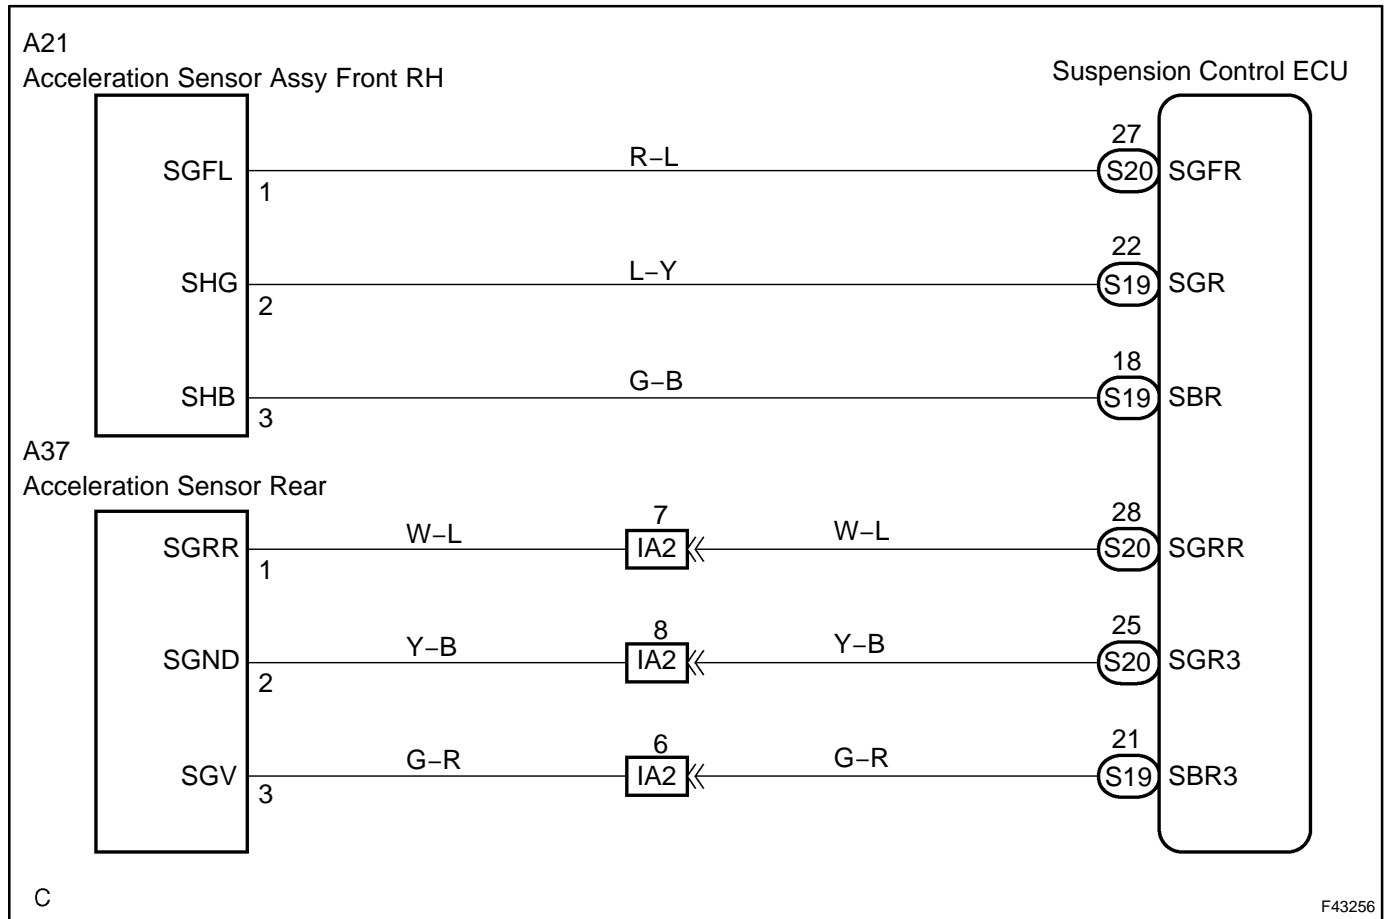 A21
Acceleration Sensor Assy Front RH
Suspension Control ECU
SGFL
1
R–L
27
S20
SGFR
SHG
2
L–Y
22
S19
SGR
SHB
3
G–B
18
S19
SBR
A37
Acceleration Sensor Rear
SGRR
1
W–L
7
IA2
W–L
28
S20
SGRR
SGND
2
Y–B
8
IA2
Y–B
25
S20
SGR3
SGV
3
G–R
6
IA2
G–R
21
S19
SBR3
C
F43256